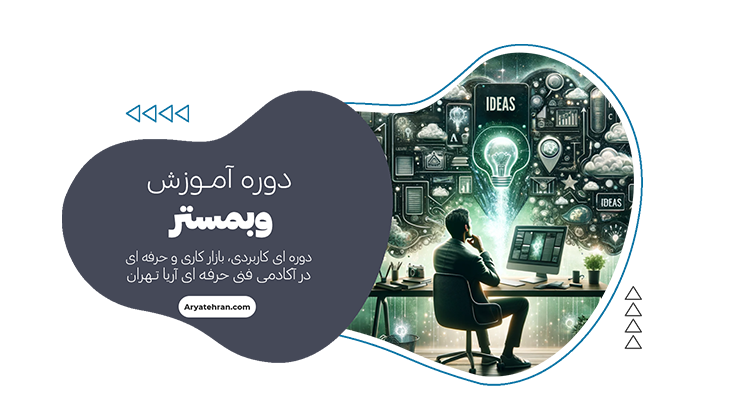 دوره آموزش
وبمستر
دوره ای کاربردی، بازار کاری و حرفه ای
در آکادمی فنی حرفه ای آریا تهران
Aryatehran.com
IDEAS
IDEAS